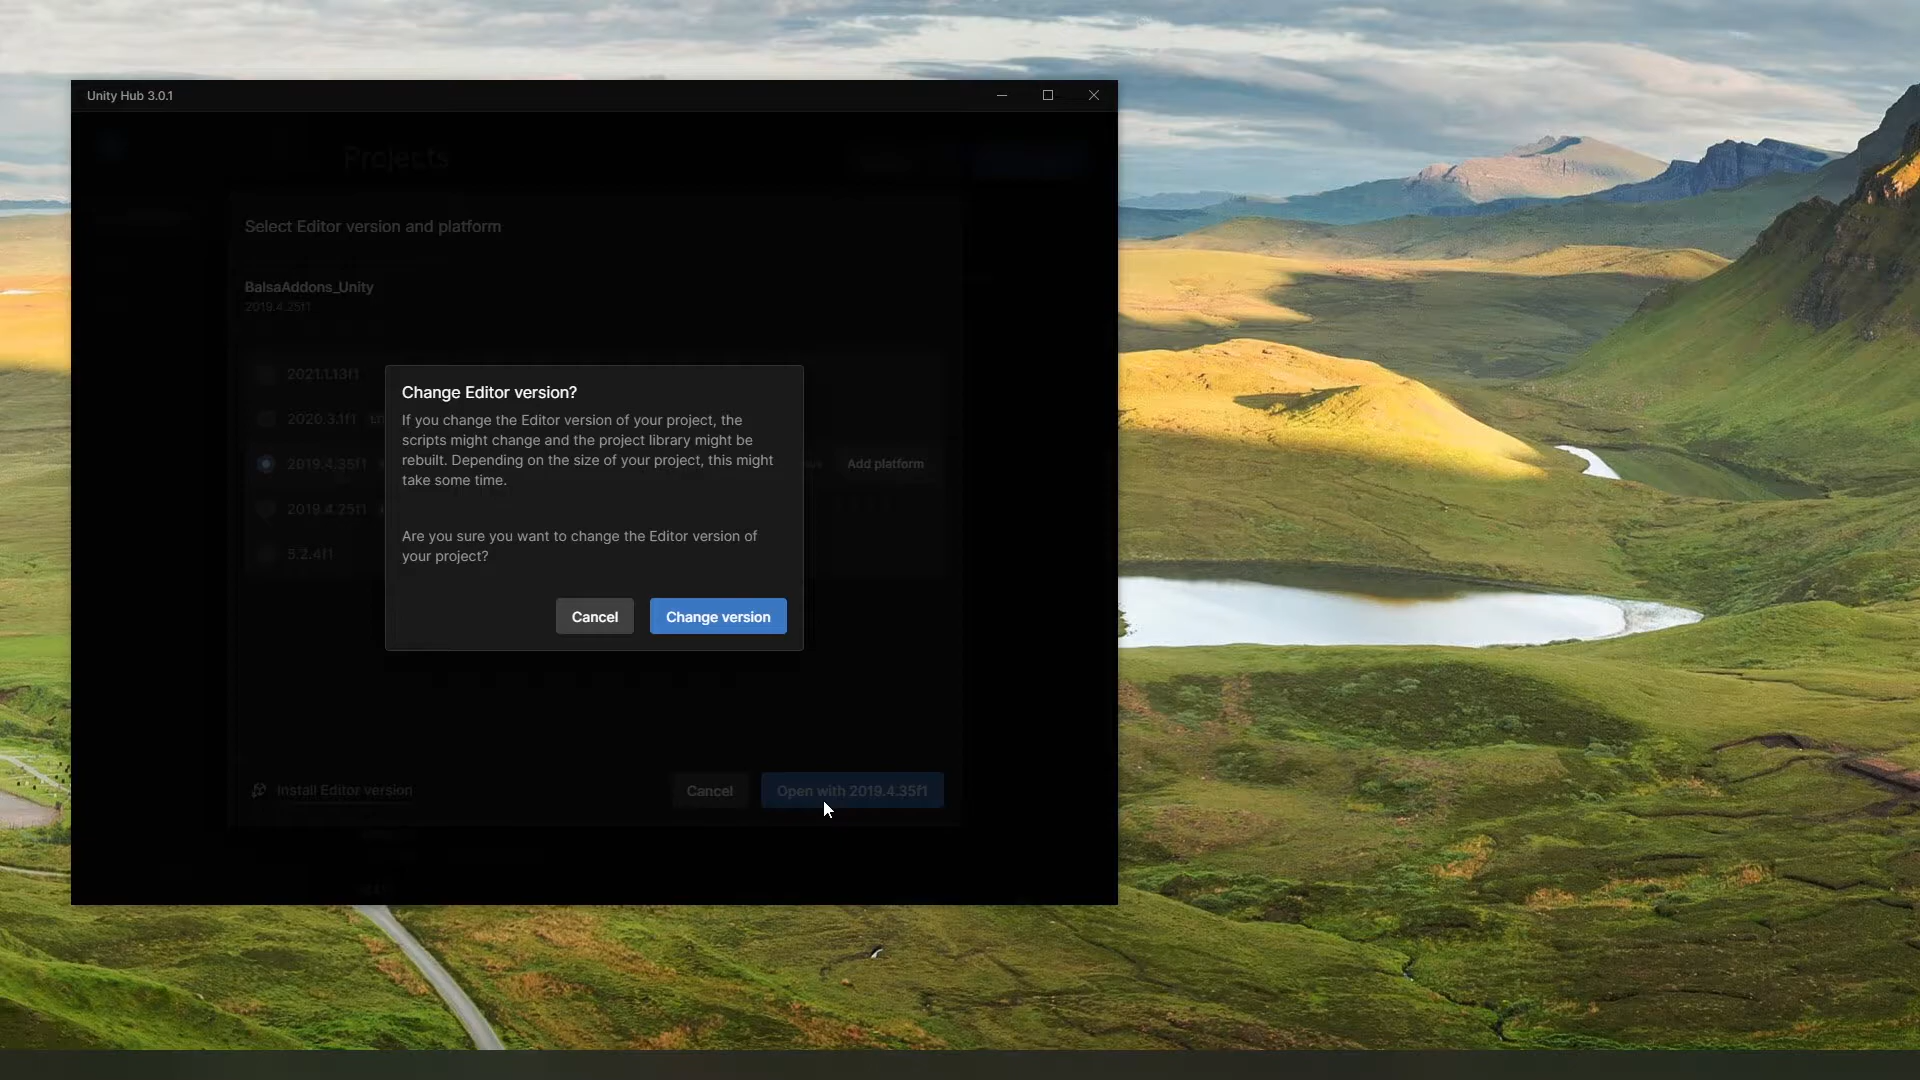 Unity Hub 3.0.1
Projects
Select Editor version and platform
BalsaAddons_Unity
2019.4.25f1
2021.1.13f1
2020.3.1f1
2019.4.35f1
Add platform
2019.4.25f1
5.2.4f1
Change Editor version?
If you change the Editor version of your project, the
scripts might change and the project library might be
rebuilt. Depending on the size of your project, this might
take some time.
Are you sure you want to change the Editor version of
your project?
Cancel
Change version
Install Editor version
Cancel
Open with 2019.4.35f1